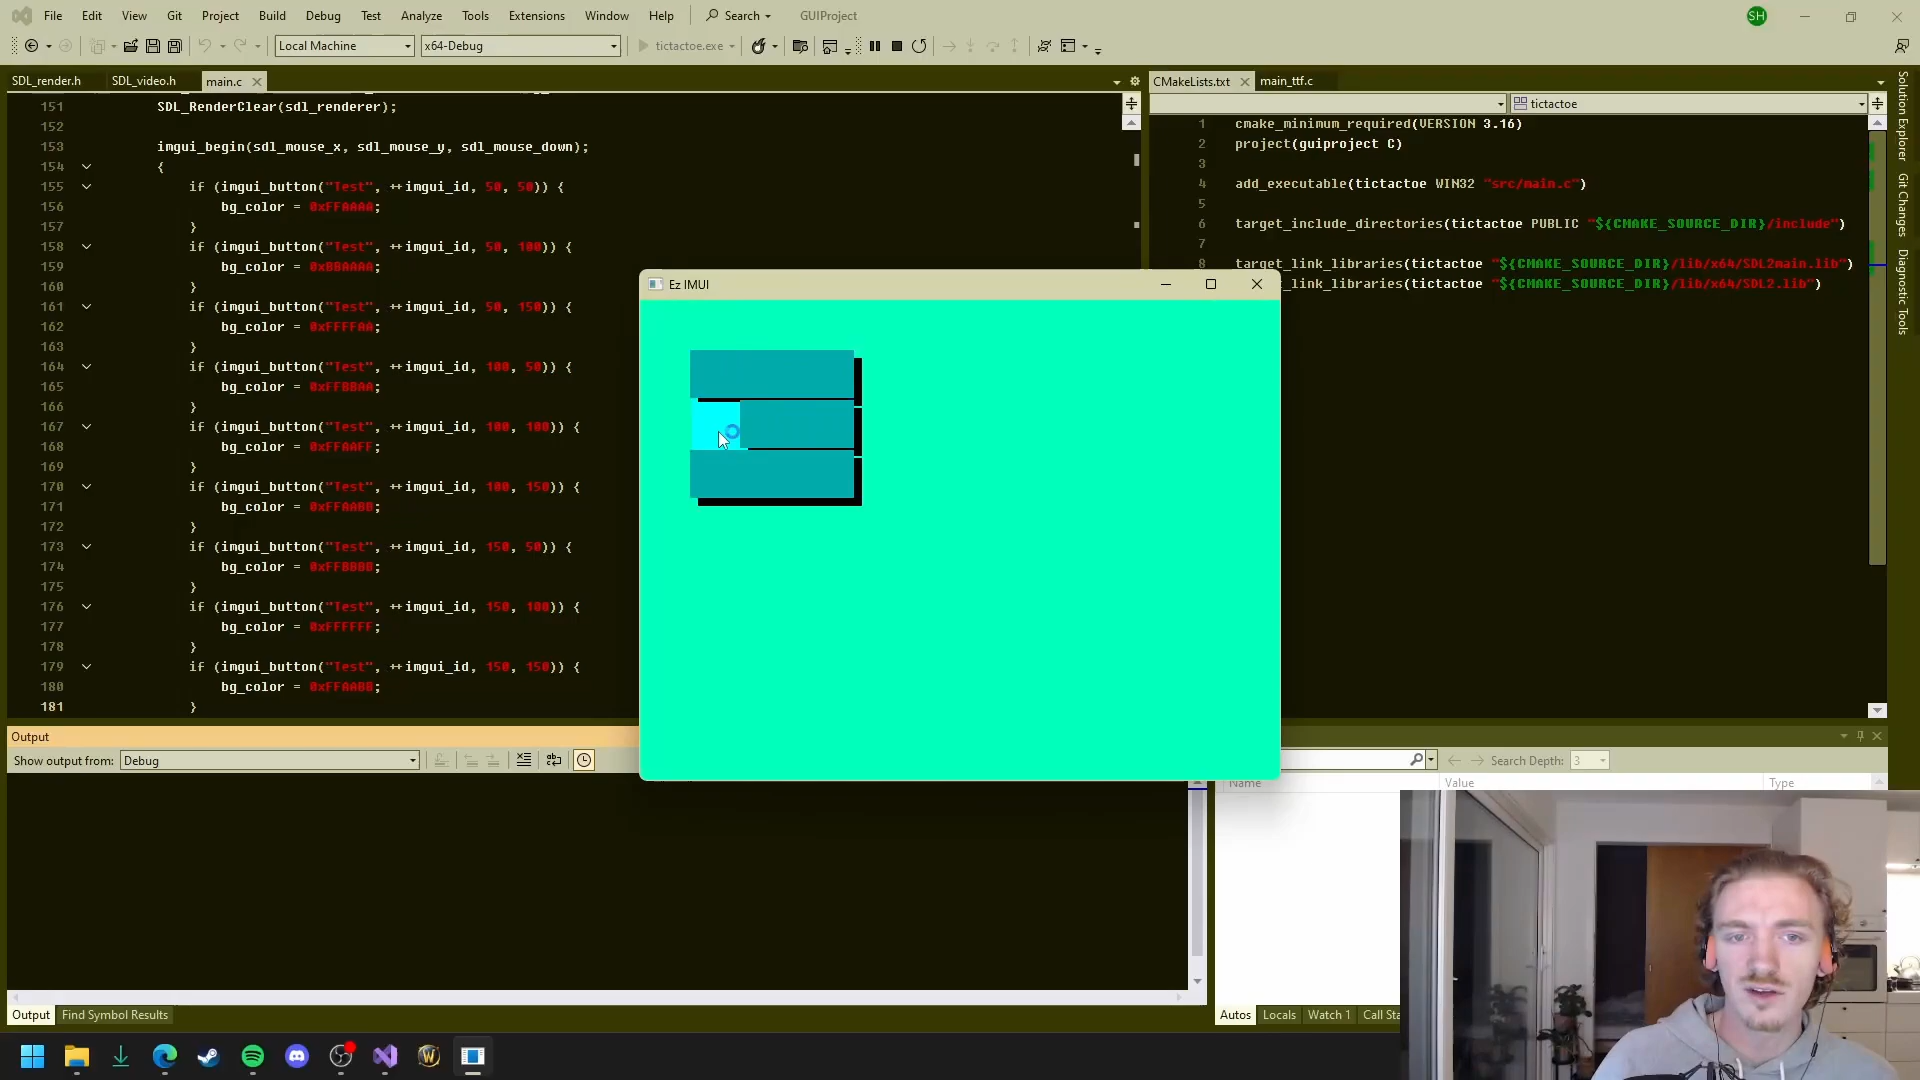 File Edit View Git Project Build Debug Test Analyze Tools Extensions Window Help Search GUIProject SH
Local Machine x64-Debug tictactoe.exe
SDL_render.h SDL_video.h main.c
151 SDL_RenderClear(sdl_renderer);
152
153 imgui_begin(sdl_mouse_x, sdl_mouse_y, sdl_mouse_down);
154 {
155 if (imgui_button("Test", ++imgui_id, 50, 50)) {
156 bg_color = 0xFFAAAA;
157 }
158 if (imgui_button("Test", ++imgui_id, 50, 100)) {
159 bg_color = 0xBBAAAA;
160 }
161 if (imgui_button("Test", ++imgui_id, 50, 150)) {
162 bg_color = 0xFFFFAA;
163 }
164 if (imgui_button("Test", ++imgui_id, 100, 50)) {
165 bg_color = 0xFFBBAA;
166 }
167 if (imgui_button("Test", ++imgui_id, 100, 100)) {
168 bg_color = 0xFFAAFF;
169 }
170 if (imgui_button("Test", ++imgui_id, 100, 150)) {
171 bg_color = 0xFFAABB;
172 }
173 if (imgui_button("Test", ++imgui_id, 150, 50)) {
174 bg_color = 0xFFBBBB;
175 }
176 if (imgui_button("Test", ++imgui_id, 150, 100)) {
177 bg_color = 0xFFFFFF;
178 }
179 if (imgui_button("Test", ++imgui_id, 150, 150)) {
180 bg_color = 0xFFAABB;
181 }
CMakeLists.txt main_ttf.c
tictactoe
1 cmake_minimum_required(VERSION 3.16)
2 project(guiproject C)
3
4 add_executable(tictactoe WIN32 "src/main.c")
5
6 target_include_directories(tictactoe PUBLIC "${CMAKE_SOURCE_DIR}/include")
7
8 target_link_libraries(tictactoe "${CMAKE_SOURCE_DIR}/lib/x64/SDL2main.lib")
_link_libraries(tictactoe "${CMAKE_SOURCE_DIR}/lib/x64/SDL2.lib")
Solution Explorer
Git Changes
Diagnostic Tools
Ez IMUI
Output
Show output from: Debug
Output Find Symbol Results
Search Depth: 3
Name Value Type
Autos Locals Watch 1 Call Sta